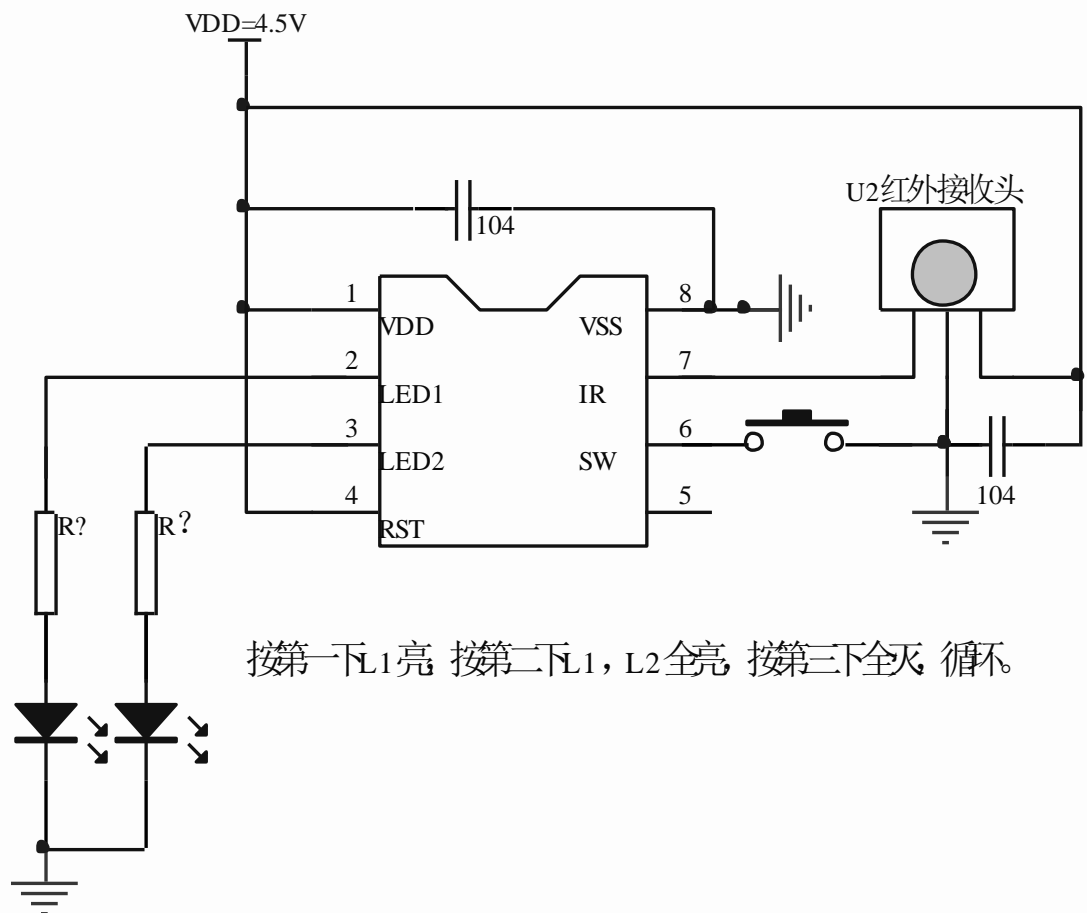 VDD=4.5V
U2红外接收头
104
1
8
VDD
VSS
2
7
LED1
IR
3
6
LED2
SW
4
5
104
R?
R？
RST
按第一下L1亮，按第二下L1，L2全亮，按第三下全灭，循环。